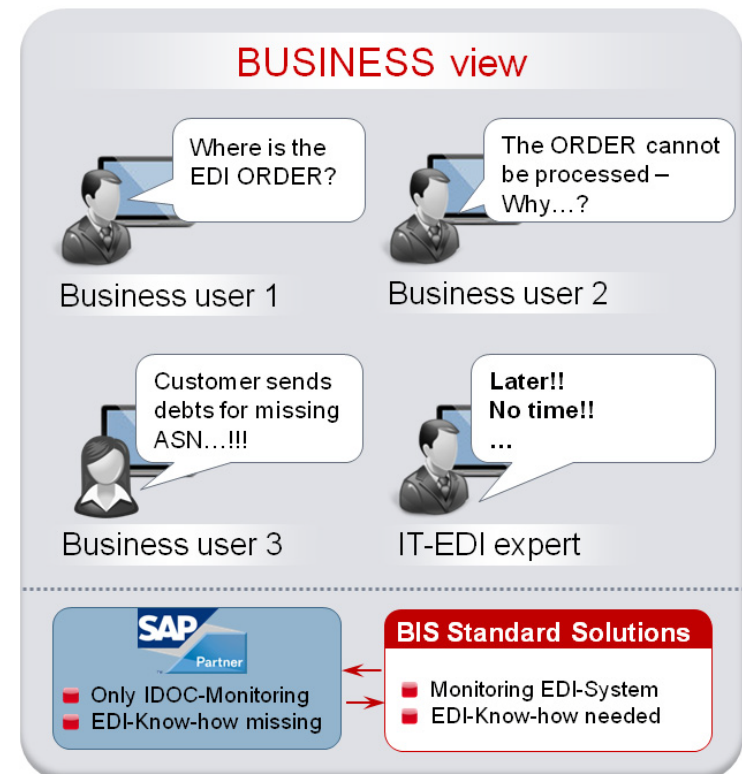 BUSINESS view
Where is the
EDI ORDER?
Business user 1
The ORDER cannot
be processed –
Why…?
Business user 2
Customer sends
debts for missing
ASN…!!!
Business user 3
Later!!
No time!!
…
IT-EDI expert
SAP
Partner
Only IDOC-Monitoring
EDI-Know-how missing
BIS Standard Solutions
Monitoring EDI-System
EDI-Know-how needed